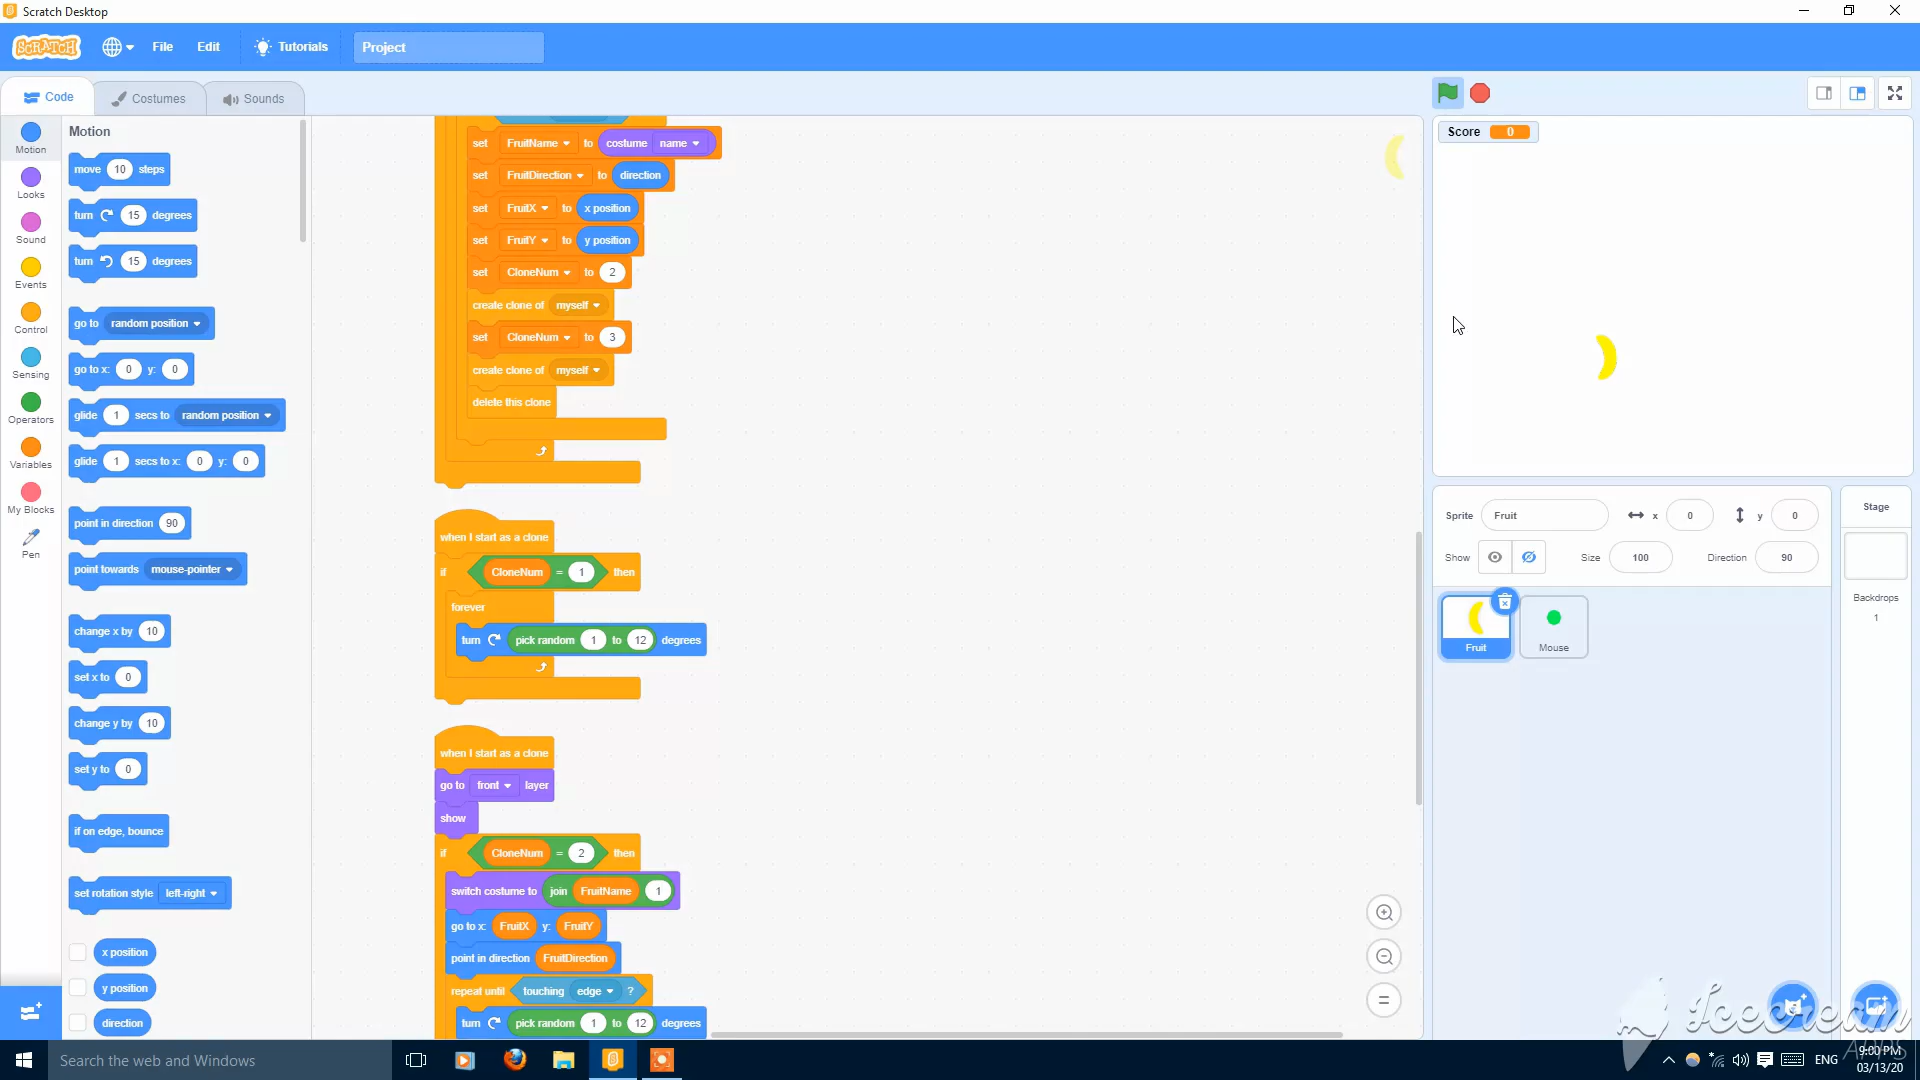 Scratch Desktop
SCRATCH
File
Edit
Tutorials
Project
Code
Costumes
Sounds
Motion
Looks
Sound
Events
Control
Sensing
Operators
Variables
My Blocks
Pen
Motion
move 10 steps
turn 15 degrees
turn 15 degrees
go to random position
go to x: 0 y: 0
glide 1 secs to random position
glide 1 secs to x: 0 y: 0
point in direction 90
point towards mouse-pointer
change x by 10
set x to 0
change y by 10
set y to 0
if on edge, bounce
set rotation style left-right
x position
y position
direction
set FruitName to costume name
set FruitDirection to direction
set FruitX to x position
set FruitY to y position
set CloneNum to 2
create clone of myself
set CloneNum to 3
create clone of myself
delete this clone
when I start as a clone
if CloneNum = 1 then
forever
turn pick random 1 to 12 degrees
when I start as a clone
go to front layer
show
if CloneNum = 2 then
switch costume to join FruitName 1
go to x: FruitX y: FruitY
point in direction FruitDirection
repeat until touching edge ?
turn pick random 1 to 12 degrees
Score 0
Sprite Fruit x 0 y 0
Show Size 100 Direction 90
Fruit
Mouse
Stage
Backdrops
1
Icecream
APPS
Search the web and Windows
ENG
9:00 PM
03/13/20